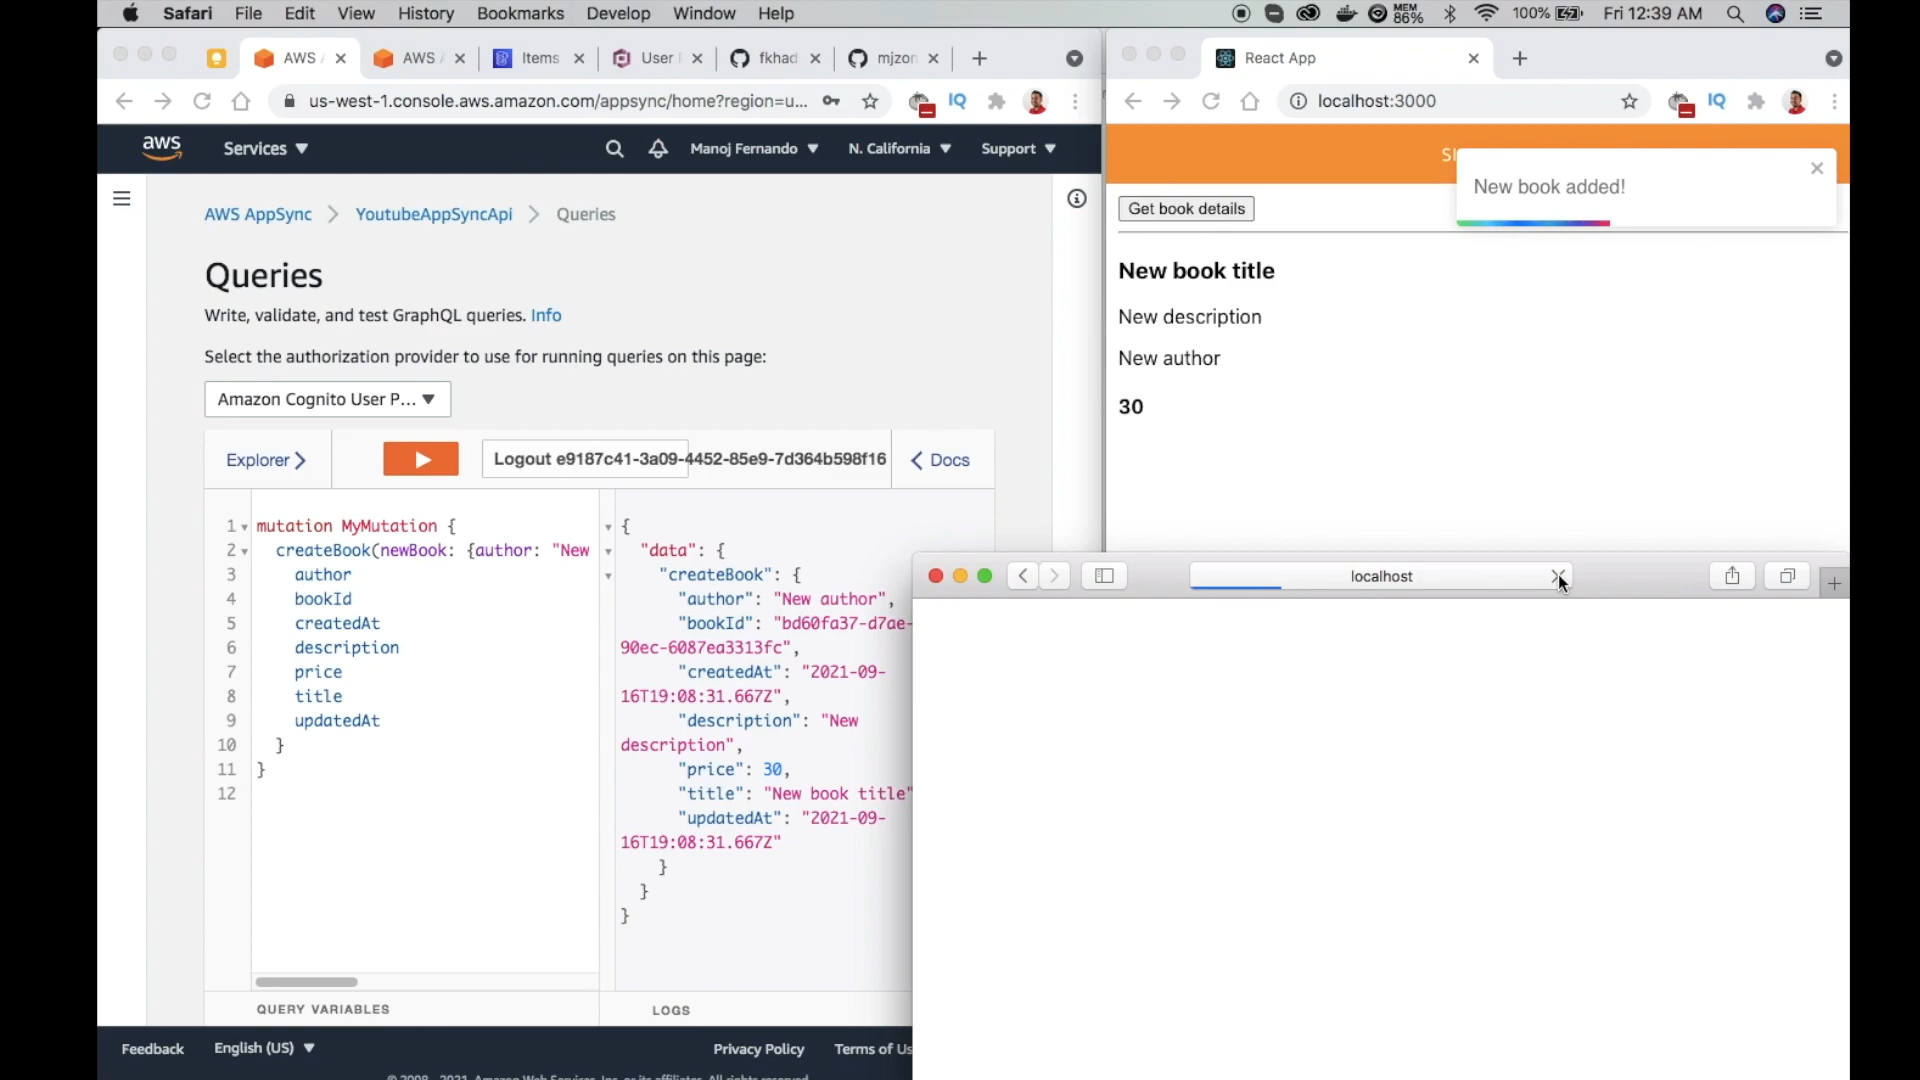 Safari File Edit View History Bookmarks Develop Window Help
MEM 86% 100% Fri 12:39 AM
AWS / AWS / Items User fkhad mjzon
us-west-1.console.aws.amazon.com/appsync/home?region=u... IQ
aws Services Manoj Fernando N. California Support
AWS AppSync YoutubeAppSyncApi Queries
Queries
Write, validate, and test GraphQL queries. Info
Select the authorization provider to use for running queries on this page:
Amazon Cognito User P...
Explorer Logout e9187c41-3a09-4452-85e9-7d364b598f16 Docs
1 mutation MyMutation {
2 createBook(newBook: {author: "New
3 author
4 bookId
5 createdAt
6 description
7 price
8 title
9 updatedAt
10 }
11 }
12
{
"data": {
"createBook": {
"author": "New author",
"bookId": "bd60fa37-d7ae-
90ec-6087ea3313fc",
"createdAt": "2021-09-
16T19:08:31.667Z",
"description": "New
description",
"price": 30,
"title": "New book title"
"updatedAt": "2021-09-
16T19:08:31.667Z"
}
}
}
QUERY VARIABLES LOGS
Feedback English (US) Privacy Policy Terms of Us
React App
localhost:3000 IQ
New book added!
Get book details
New book title
New description
New author
30
localhost